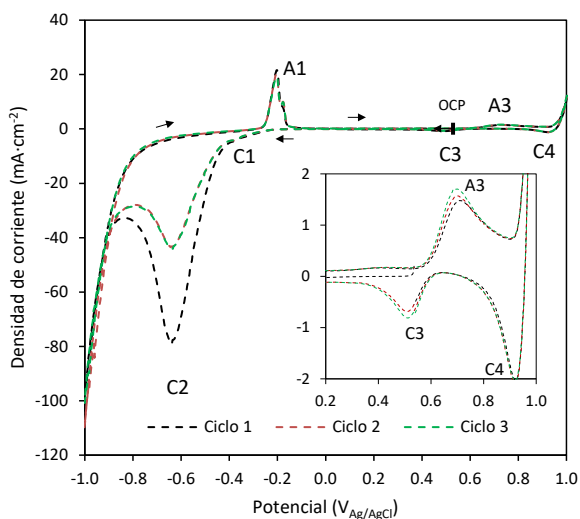 Densidad de corriente (mA·cm⁻²)
40
20
0
-20
-40
-60
-80
-100
-120
A1
OCP
A3
C1
C3
C4
C2
2
1
0
-1
-2
A3
C3
C4
0.2 0.4 0.6 0.8 1.0
Ciclo 1 Ciclo 2 Ciclo 3
-1.0 -0.8 -0.6 -0.4 -0.2 0.0 0.2 0.4 0.6 0.8 1.0
Potencial (V_Ag/AgCl)